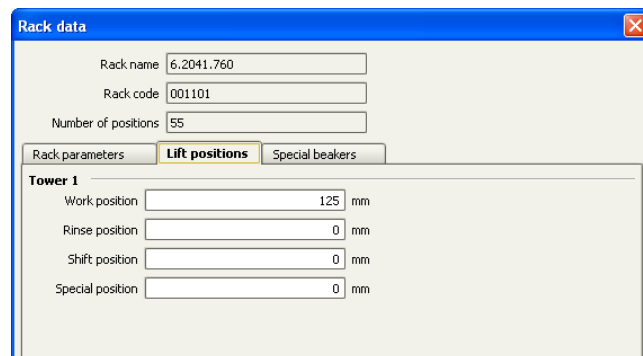 Rack data
Rack name 6.2041.760
Rack code 001101
Number of positions 55
Rack parameters Lift positions Special beakers
Tower 1
Work position 125 mm
Rinse position 0 mm
Shift position 0 mm
Special position 0 mm